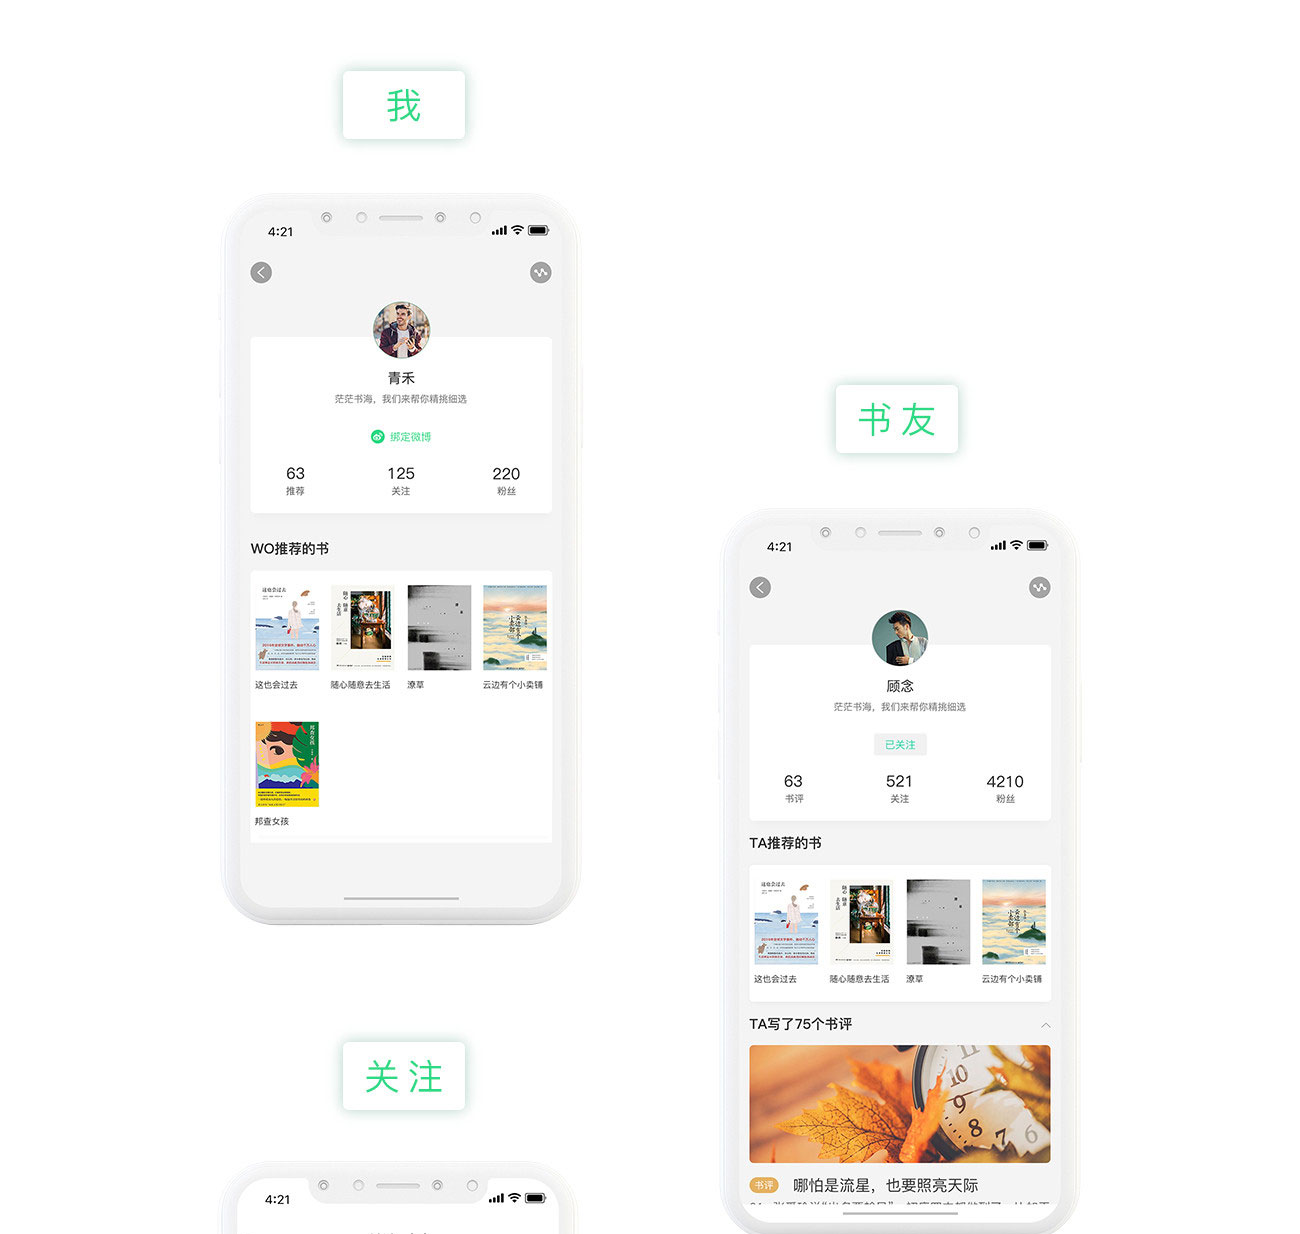 我
4:21
青禾
茫茫书海，我们来帮你精挑细选
绑定微博
63
125
220
推荐
关注
粉丝
WO推荐的书
这也会过去
随心随意去生活
潦草
云边有个小卖铺
邦查女孩
书友
4:21
顾念
茫茫书海，我们来帮你精挑细选
已关注
63
521
4210
书评
关注
粉丝
TA推荐的书
这也会过去
随心随意去生活
潦草
云边有个小卖铺
TA写了75个书评
11
10
9
8
7
6
书评 哪怕是流星，也要照亮天际
关注
4:21